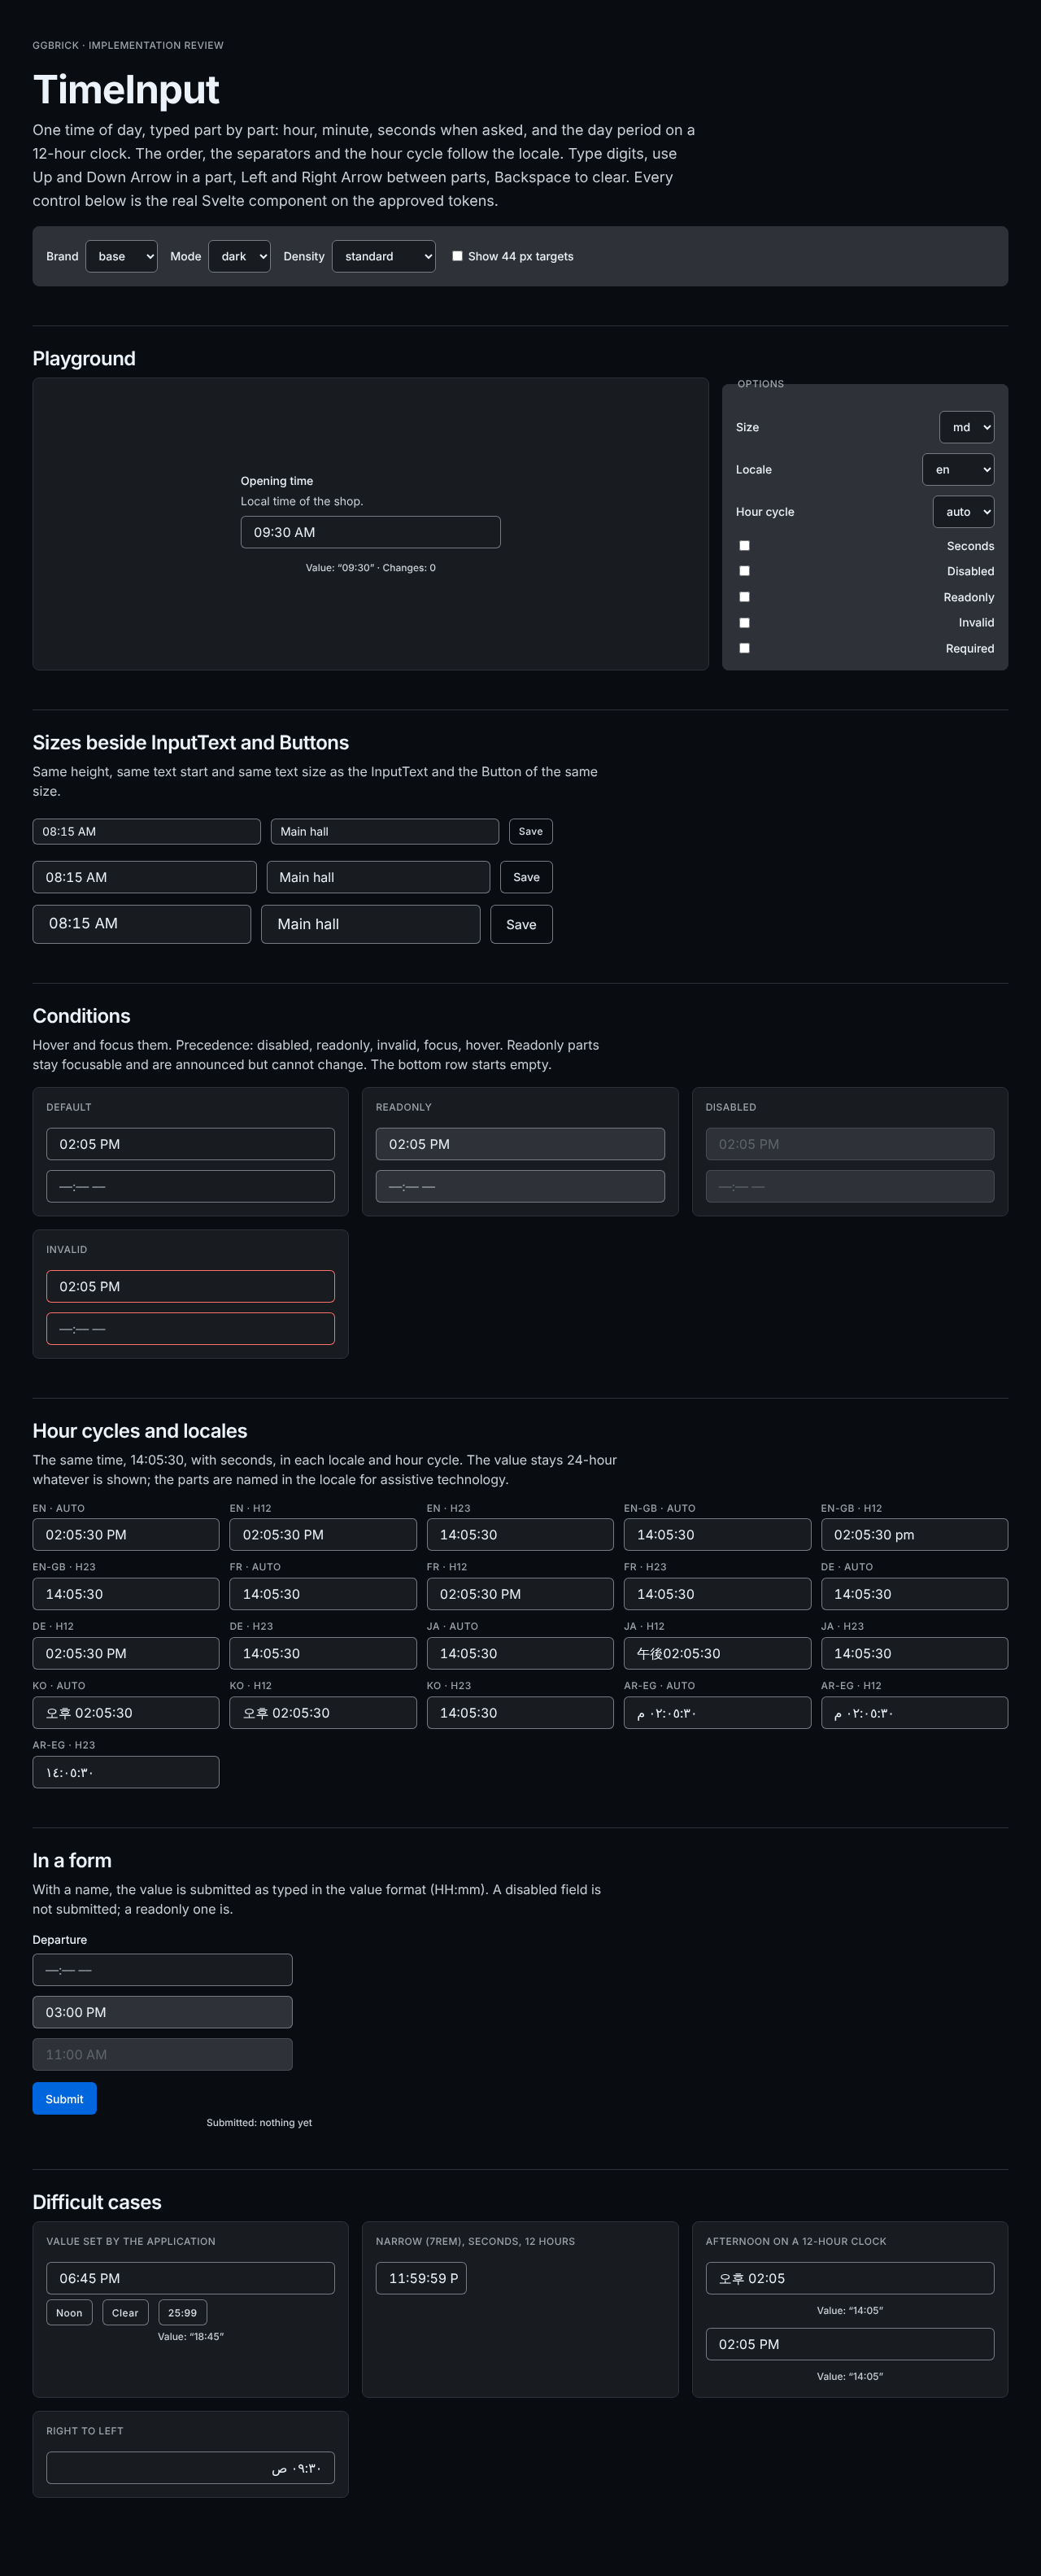 GGBRICK · IMPLEMENTATION REVIEW
TimeInput
One time of day, typed part by part: hour, minute, seconds when asked, and the day period on a
12-hour clock. The order, the separators and the hour cycle follow the locale. Type digits, use
Up and Down Arrow in a part, Left and Right Arrow between parts, Backspace to clear. Every
control below is the real Svelte component on the approved tokens.
Brand base Mode dark Density standard Show 44 px targets
Playground
OPTIONS
Size md
Locale en
Hour cycle auto
Seconds
Disabled
Readonly
Invalid
Required
Opening time
Local time of the shop.
09:30 AM
Value: “09:30” · Changes: 0
Sizes beside InputText and Buttons
Same height, same text start and same text size as the InputText and the Button of the same
size.
08:15 AM Main hall Save
08:15 AM Main hall Save
08:15 AM Main hall Save
Conditions
Hover and focus them. Precedence: disabled, readonly, invalid, focus, hover. Readonly parts
stay focusable and are announced but cannot change. The bottom row starts empty.
DEFAULT
02:05 PM
––:–– ––
READONLY
02:05 PM
––:–– ––
DISABLED
02:05 PM
––:–– ––
INVALID
02:05 PM
––:–– ––
Hour cycles and locales
The same time, 14:05:30, with seconds, in each locale and hour cycle. The value stays 24-hour
whatever is shown; the parts are named in the locale for assistive technology.
EN · AUTO EN · H12 EN · H23 EN-GB · AUTO EN-GB · H12
02:05:30 PM 02:05:30 PM 14:05:30 14:05:30 02:05:30 pm
EN-GB · H23 FR · AUTO FR · H12 FR · H23 DE · AUTO
14:05:30 14:05:30 02:05:30 PM 14:05:30 14:05:30
DE · H12 DE · H23 JA · AUTO JA · H12 JA · H23
02:05:30 PM 14:05:30 14:05:30 午後02:05:30 14:05:30
KO · AUTO KO · H12 KO · H23 AR-EG · AUTO AR-EG · H12
오후 02:05:30 오후 02:05:30 14:05:30 ٠٢:٠٥:٣٠ م ٠٢:٠٥:٣٠ م
AR-EG · H23
١٤:٠٥:٣٠
In a form
With a name, the value is submitted as typed in the value format (HH:mm). A disabled field is
not submitted; a readonly one is.
Departure
––:–– ––
03:00 PM
11:00 AM
Submit
Submitted: nothing yet
Difficult cases
VALUE SET BY THE APPLICATION
06:45 PM
Noon Clear 25:99
Value: “18:45”
NARROW (7REM), SECONDS, 12 HOURS
11:59:59 P
AFTERNOON ON A 12-HOUR CLOCK
오후 02:05
Value: “14:05”
02:05 PM
Value: “14:05”
RIGHT TO LEFT
٠٩:٣٠ ص